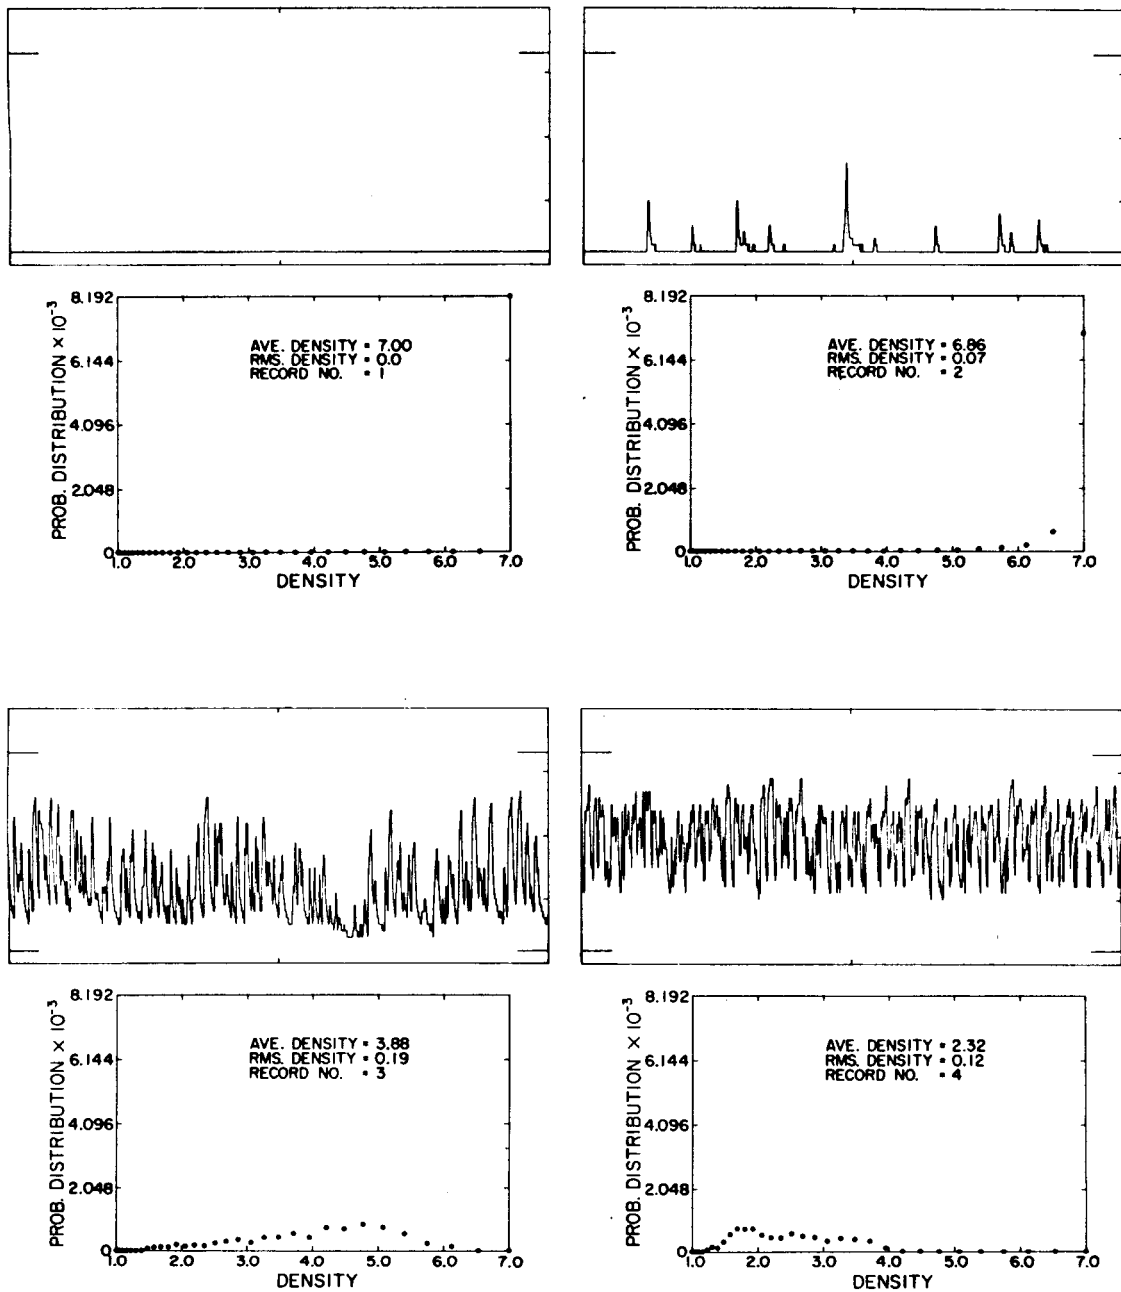 PROB. DISTRIBUTION × 10⁻³
8.192
6.144
4.096
2.048
0
AVE. DENSITY = 7.00
RMS. DENSITY = 0.0
RECORD NO. = 1
1.0 2.0 3.0 4.0 5.0 6.0 7.0
DENSITY
PROB. DISTRIBUTION × 10⁻³
8.192
6.144
4.096
2.048
0
AVE. DENSITY = 6.86
RMS. DENSITY = 0.07
RECORD NO. = 2
1.0 2.0 3.0 4.0 5.0 6.0 7.0
DENSITY
PROB. DISTRIBUTION × 10⁻³
8.192
6.144
4.096
2.048
0
AVE. DENSITY = 3.88
RMS. DENSITY = 0.19
RECORD NO. = 3
1.0 2.0 3.0 4.0 5.0 6.0 7.0
DENSITY
PROB. DISTRIBUTION × 10⁻³
8.192
6.144
4.096
2.048
0
AVE. DENSITY = 2.32
RMS. DENSITY = 0.12
RECORD NO. = 4
1.0 2.0 3.0 4.0 5.0 6.0 7.0
DENSITY